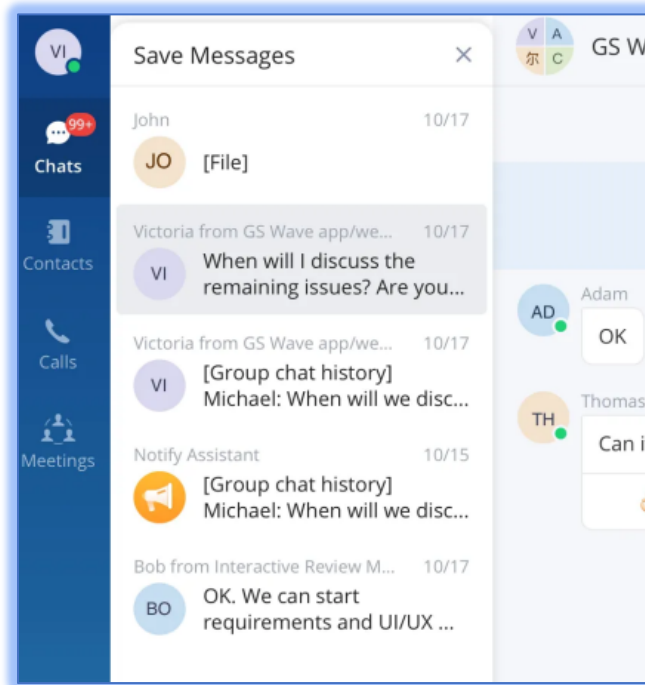 VI
99+
Chats
Contacts
Calls
Meetings
Save Messages
John 10/17
JO
[File]
Victoria from GS Wave app/we... 10/17
VI
When will I discuss the
remaining issues? Are you...
Victoria from GS Wave app/we... 10/17
VI
[Group chat history]
Michael: When will we disc...
Notify Assistant 10/15
[Group chat history]
Michael: When will we disc...
Bob from Interactive Review M... 10/17
BO
OK. We can start
requirements and UI/UX ...
V A
尔 C
GS W
Adam
AD
OK
Thomas
TH
Can i